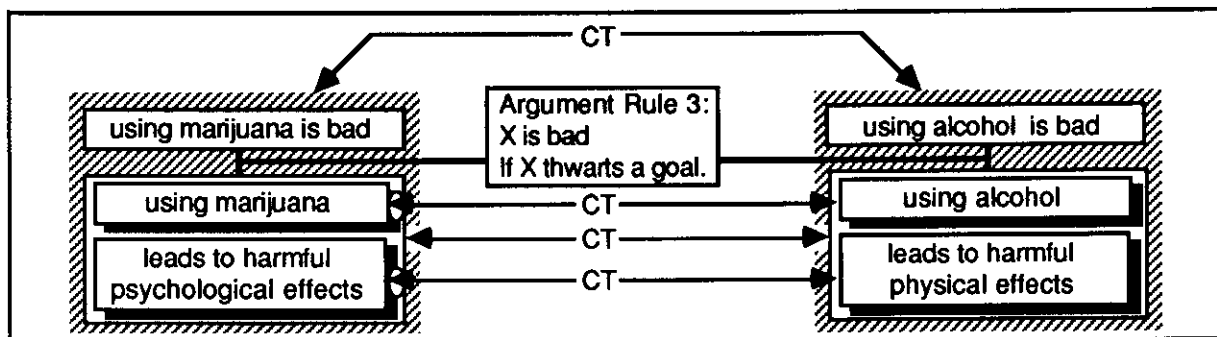 CT
using marijuana is bad
Argument Rule 3:
X is bad
If X thwarts a goal.
using alcohol is bad
using marijuana
CT
using alcohol
CT
leads to harmful
psychological effects
CT
leads to harmful
physical effects